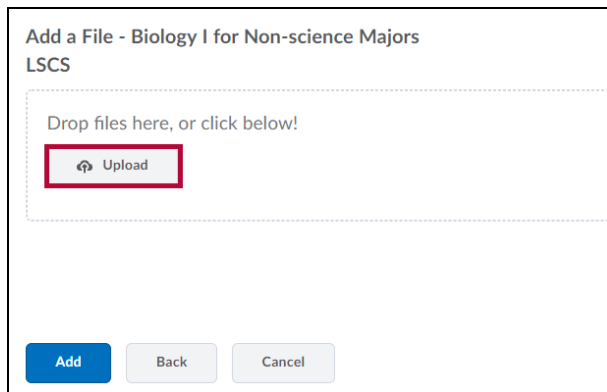 Add a File - Biology I for Non-science Majors
LSCS
Drop files here, or click below!
Upload
Add Back Cancel